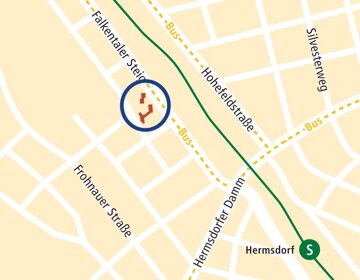 Falkentaler Steig
Bus
Hohefeldstraße
Silvesterweg
Bus
Bus
Frohnauer Straße
Hermsdorfer Damm
Hermsdorf S